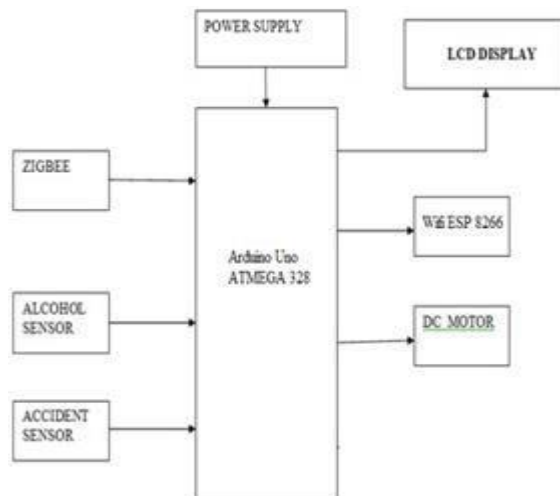 POWER SUPPLY
LCD DISPLAY
ZIGBEE
Wifi ESP 8266
Arduino Uno
ATMEGA 328
ALCOHOL
SENSOR
DC MOTOR
ACCIDENT
SENSOR